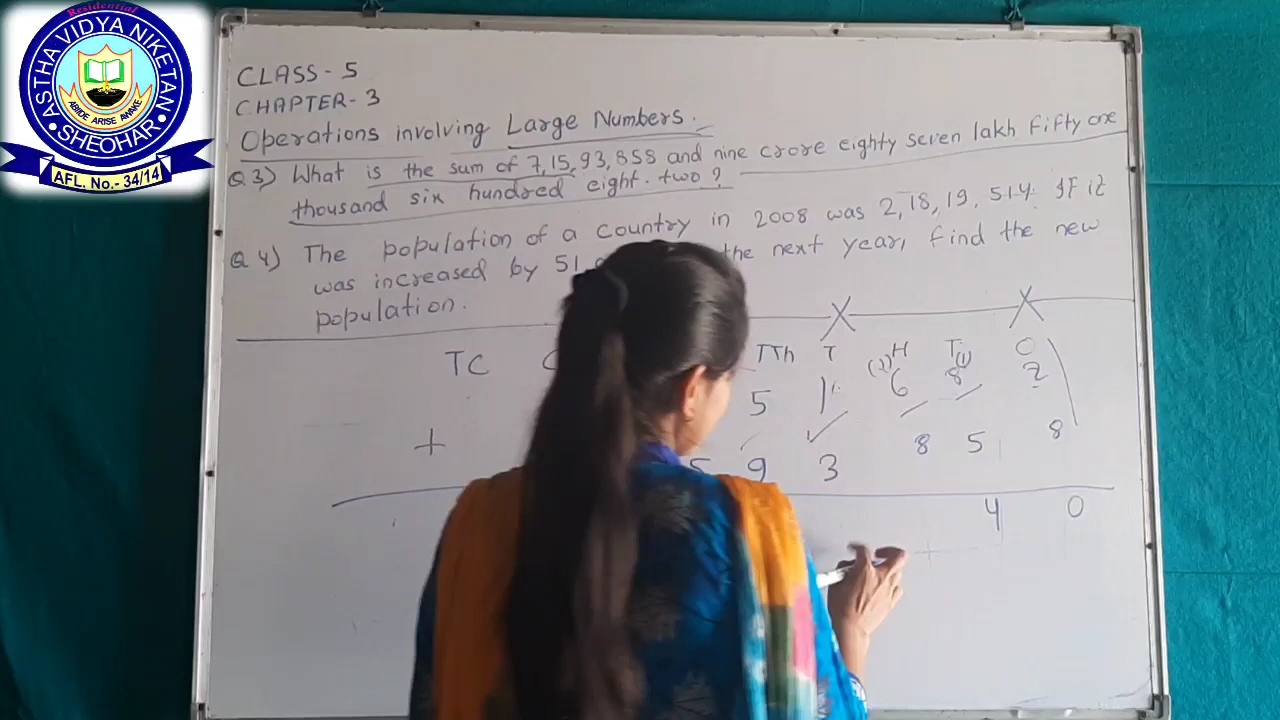 Residential
ASTHA VIDYA NIKETAN
ABIDE ARISE AWAKE
SHEOHAR
AFL. No.- 34/14
CLASS - 5
CHAPTER - 3
Operations involving Large Numbers.
Q.3) What is the sum of 7,15,93,858 and nine crore eighty seven lakh fifty one
thousand six hundred eight-two?
Q.4) The population of a country in 2008 was 2,18,19,514. If it
was increased by 51, the next year, find the new
population.
TC TTh T H T O
5 1 (1) 6 (1) 8 2
+ 5 9 3 8 5 8
4 0